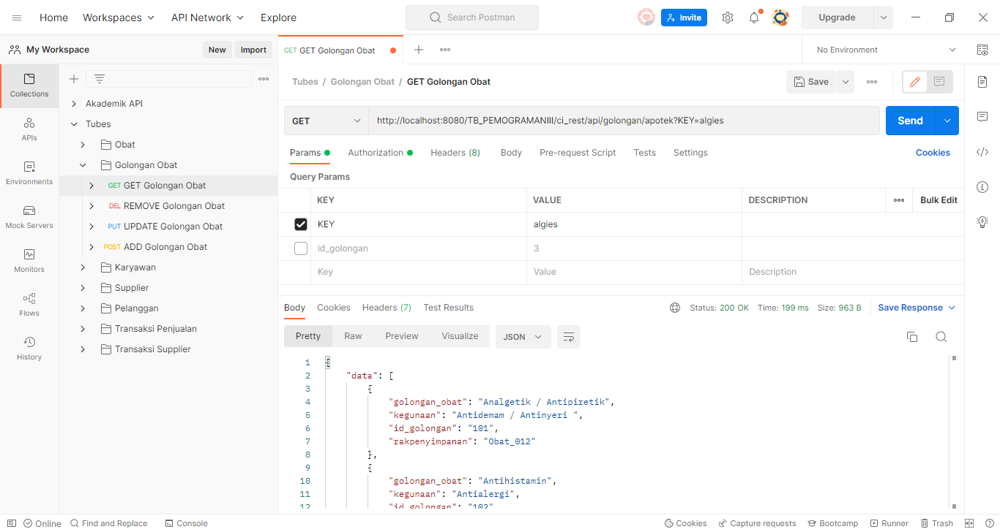 Home Workspaces API Network Explore Search Postman Invite Upgrade
My Workspace New Import GET GET Golongan Obat No Environment
Collections
APIs
Environments
Mock Servers
Monitors
Flows
History
Akademik API
Tubes
Obat
Golongan Obat
GET GET Golongan Obat
DEL REMOVE Golongan Obat
PUT UPDATE Golongan Obat
POST ADD Golongan Obat
Karyawan
Supplier
Pelanggan
Transaksi Penjualan
Transaksi Supplier
Tubes / Golongan Obat / GET Golongan Obat Save
GET http://localhost:8080/TB_PEMOGRAMANIII/ci_rest/api/golongan/apotek?KEY=algies Send
Params Authorization Headers (8) Body Pre-request Script Tests Settings Cookies
Query Params
KEY VALUE DESCRIPTION Bulk Edit
KEY algies
id_golongan 3
Key Value Description
Body Cookies Headers (7) Test Results Status: 200 OK Time: 199 ms Size: 963 B Save Response
Pretty Raw Preview Visualize JSON
1 {
2 "data": [
3 {
4 "golongan_obat": "Analgetik / Antipiretik",
5 "kegunaan": "Antidemam / Antinyeri ",
6 "id_golongan": "101",
7 "rakpenyimpanan": "Obat_012"
8 },
9 {
10 "golongan_obat": "Antihistamin",
11 "kegunaan": "Antialergi",
12 "id_golongan": "102"
Online Find and Replace Console Cookies Capture requests Bootcamp Runner Trash